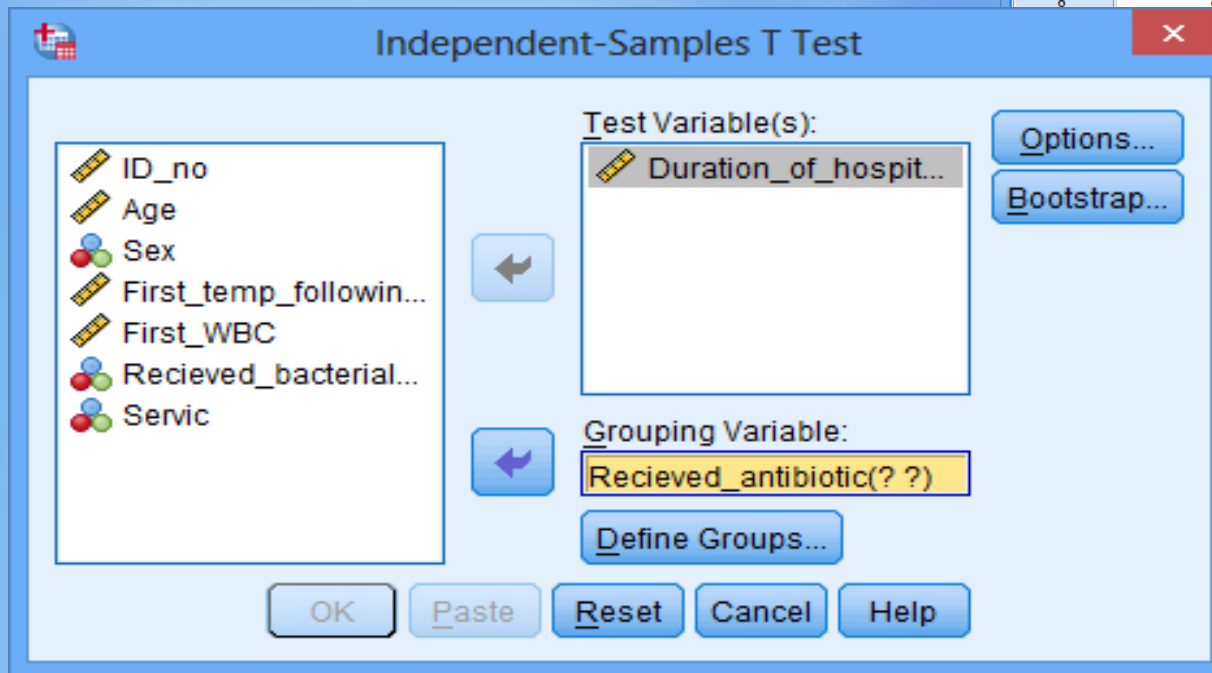 8
Independent-Samples T Test
ID_no
Age
Sex
First_temp_followin...
First_WBC
Recieved_bacterial...
Servic
Test Variable(s):
Duration_of_hospit...
Grouping Variable:
Recieved_antibiotic(? ?)
Define Groups...
Options...
Bootstrap...
OK Paste Reset Cancel Help